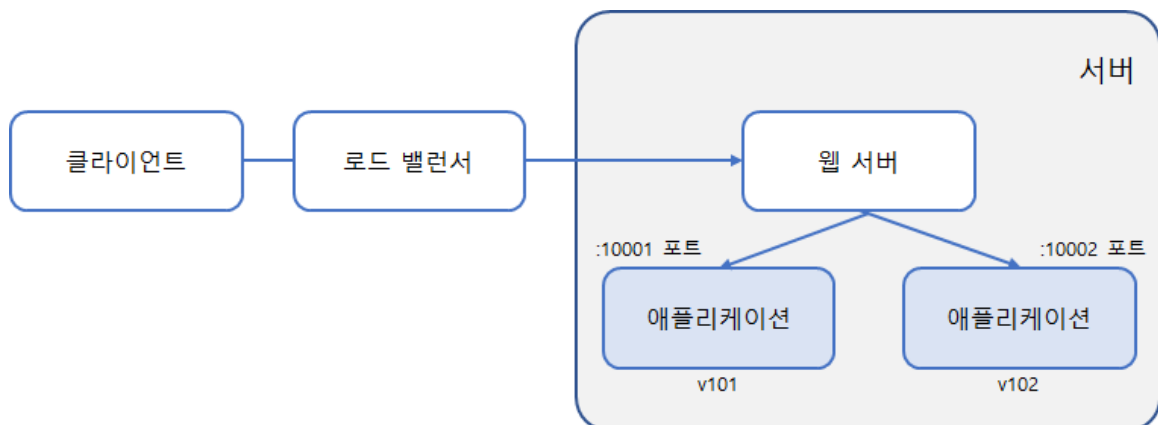 서버
클라이언트
로드 밸런서
웹 서버
:10001 포트
:10002 포트
애플리케이션
애플리케이션
v101
v102